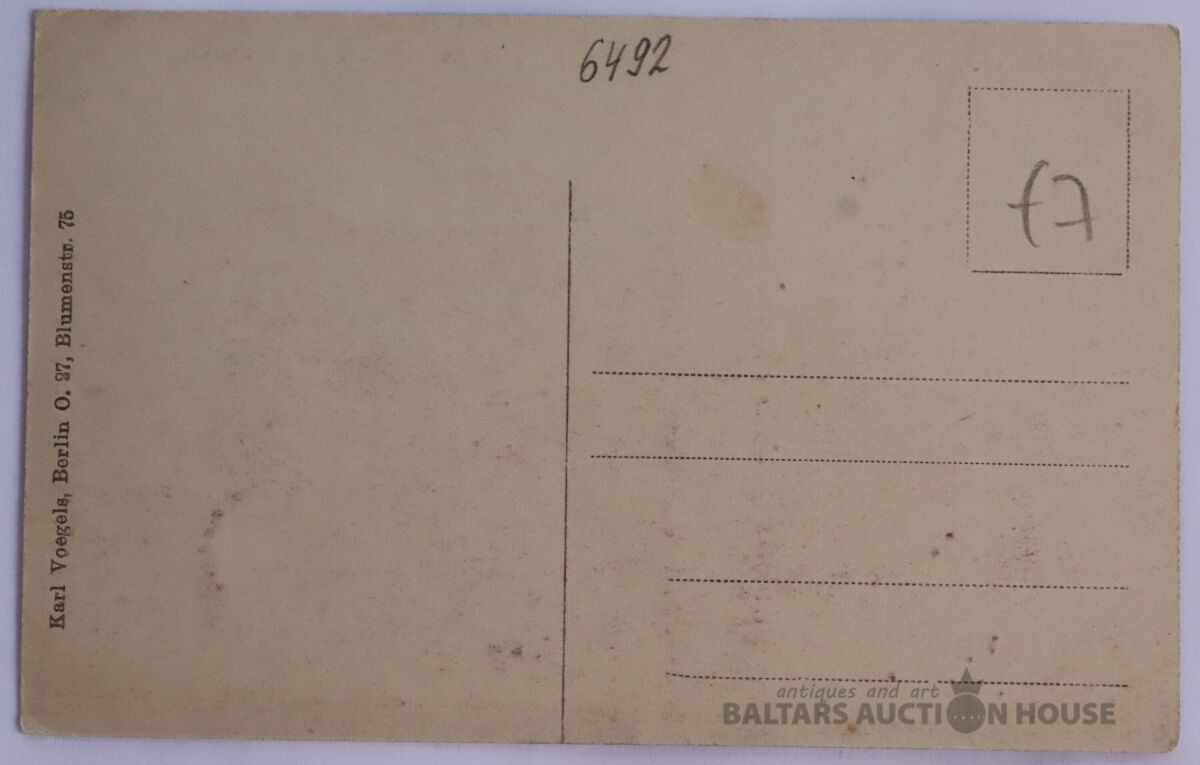 6492
f7
Karl Voegels, Berlin O. 27, Blumenstr. 75
antiques and art
BALTARS AUCTION HOUSE